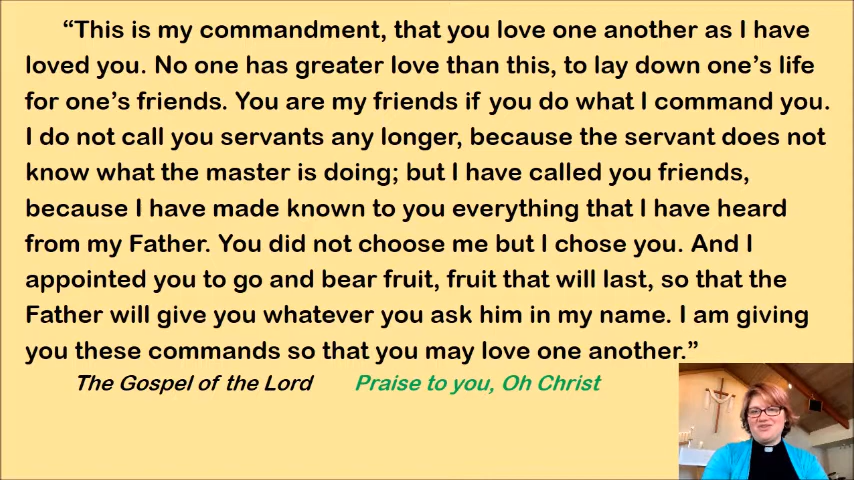 “This is my commandment, that you love one another as I have
loved you. No one has greater love than this, to lay down one’s life
for one’s friends. You are my friends if you do what I command you.
I do not call you servants any longer, because the servant does not
know what the master is doing; but I have called you friends,
because I have made known to you everything that I have heard
from my Father. You did not choose me but I chose you. And I
appointed you to go and bear fruit, fruit that will last, so that the
Father will give you whatever you ask him in my name. I am giving
you these commands so that you may love one another.”
The Gospel of the Lord Praise to you, Oh Christ